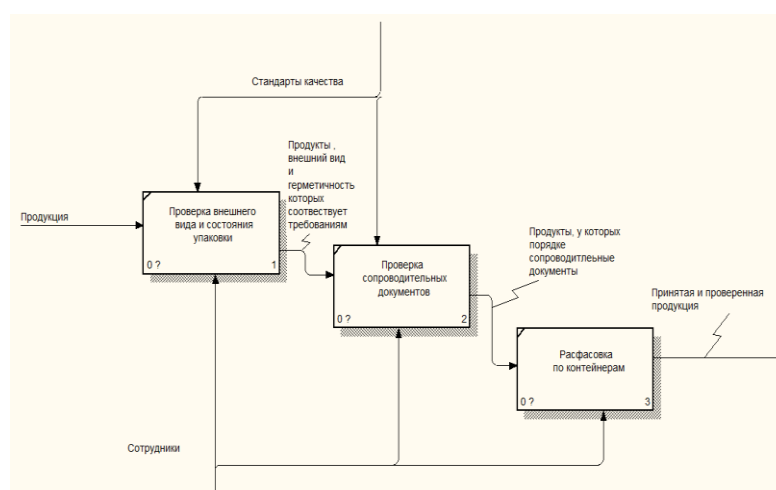 Стандарты качества
Продукты ,
внешний вид
и
герметичность
которых
соотвествует
требованиям
Продукция
Проверка внешнего
вида и состояния
упаковки
0 ?
1
Продукты, у которых
порядке
сопроводитпеьные
документы
Проверка
сопроводительных
документов
0 ?
2
Принятая и проверенная
продукция
Расфасовка
по контейнерам
0 ?
3
Сотрудники